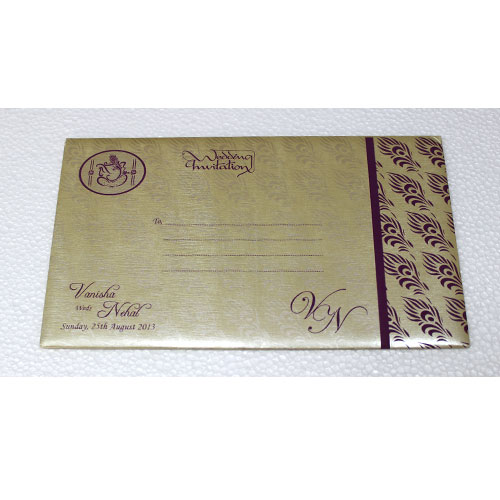 Wedding
Invitation
To,
Vanisha
Weds
Nehal
Sunday, 25th August 2013
VN